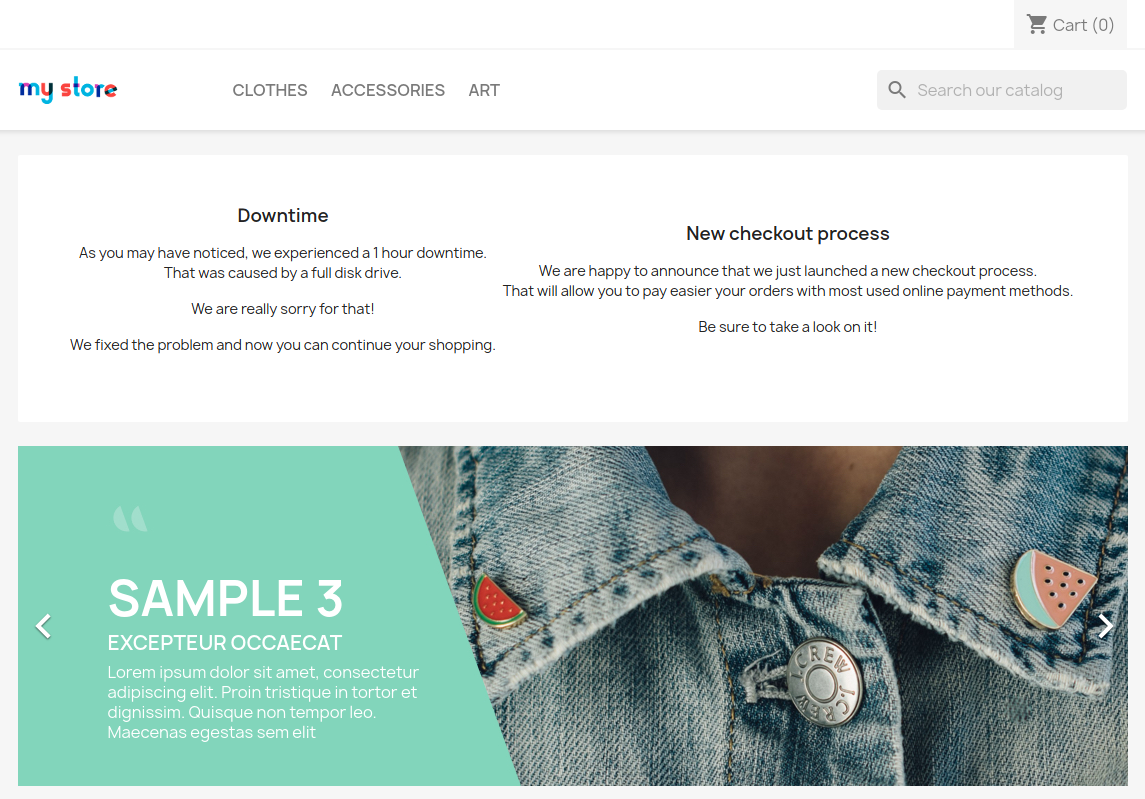 Cart (0)
my store
CLOTHES ACCESSORIES ART
Search our catalog
Downtime
As you may have noticed, we experienced a 1 hour downtime.
That was caused by a full disk drive.
We are really sorry for that!
We fixed the problem and now you can continue your shopping.
New checkout process
We are happy to announce that we just launched a new checkout process.
That will allow you to pay easier your orders with most used online payment methods.
Be sure to take a look on it!
SAMPLE 3
EXCEPTEUR OCCAECAT
Lorem ipsum dolor sit amet, consectetur
adipiscing elit. Proin tristique in tortor et
dignissim. Quisque non tempor leo.
Maecenas egestas sem elit
J.CREW J.CREW